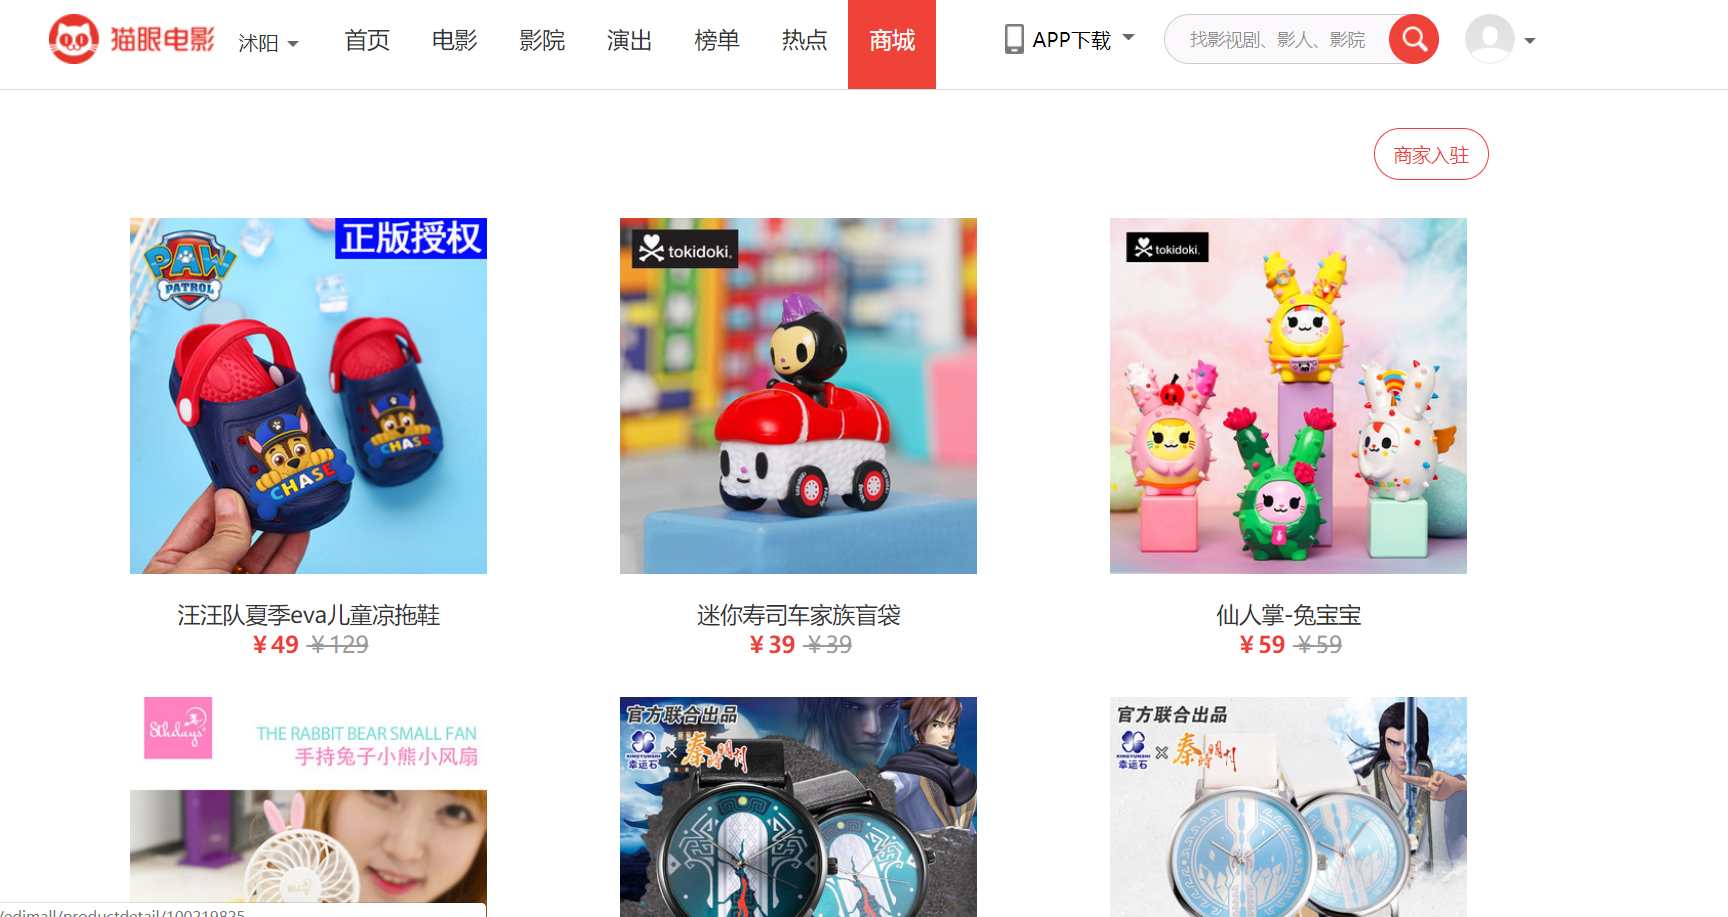 猫眼电影
沭阳
首页
电影
影院
演出
榜单
热点
商城
APP下载
找影视剧、影人、影院
商家入驻
PAW
PATROL
正版授权
CHASE
CHASE
tokidoki
tokidoki
汪汪队夏季eva儿童凉拖鞋
¥ 49 ¥ 129
迷你寿司车家族盲袋
¥ 39 ¥ 39
仙人掌-兔宝宝
¥ 59 ¥ 59
8thdays
THE RABBIT BEAR SMALL FAN
手持兔子小熊小风扇
官方联合出品
XINGYUNSHI
幸运石
×
秦时明月
官方联合出品
XINGYUNSHI
幸运石
×
秦时明月
/edimall/productdetail/100219825